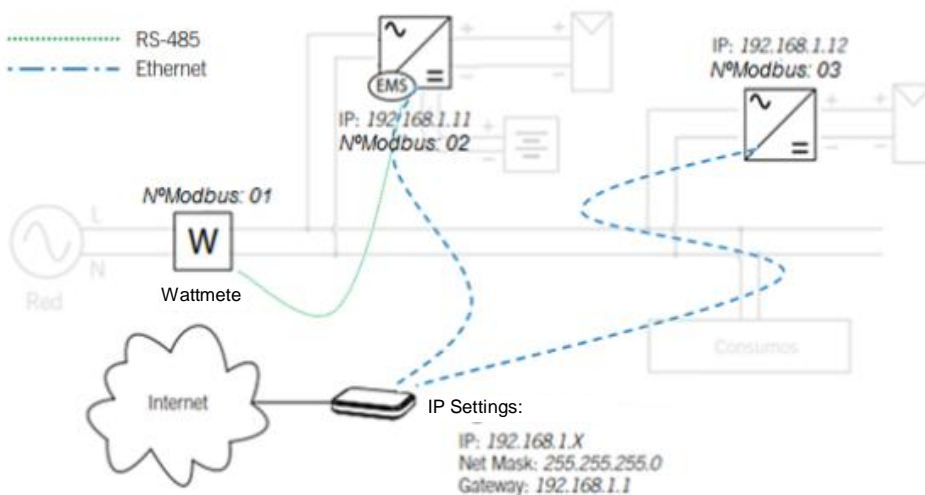 RS-485
Ethernet
EMS
IP: 192.168.1.11
NºModbus: 02
IP: 192.168.1.12
NºModbus: 03
NºModbus: 01
L
N
W
Red
Wattmete
Consumos
Internet
IP Settings:
IP: 192.168.1.X
Net Mask: 255.255.255.0
Gateway: 192.168.1.1